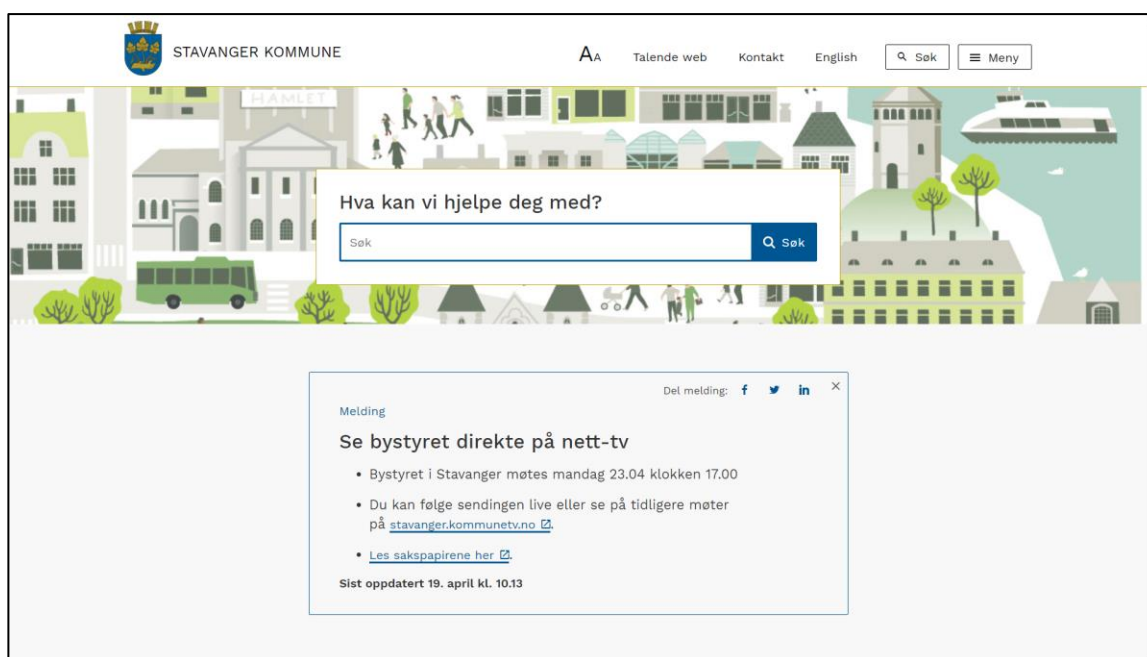 STAVANGER KOMMUNE
AA Talende web Kontakt English Søk Meny
HAMLET
Hva kan vi hjelpe deg med?
Søk Søk
Del melding:
Melding
Se bystyret direkte på nett-tv
• Bystyret i Stavanger møtes mandag 23.04 klokken 17.00
• Du kan følge sendingen live eller se på tidligere møter
på stavanger.kommunetv.no.
• Les sakspapirene her.
Sist oppdatert 19. april kl. 10.13